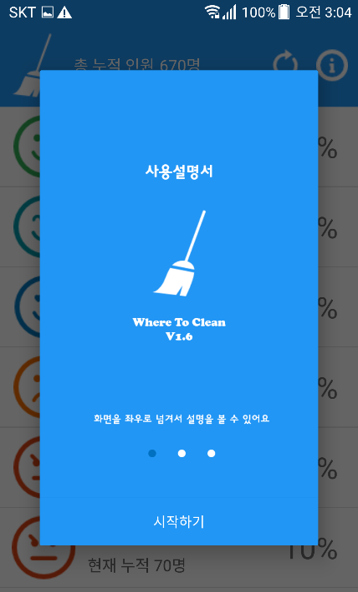 SKT 100% 오전 3:04
총 누적 인원 670명
%
%
%
%
%
사용설명서
Where To Clean
V1.6
화면을 좌우로 넘겨서 설명을 볼 수 있어요
시작하기
10%
현재 누적 70명